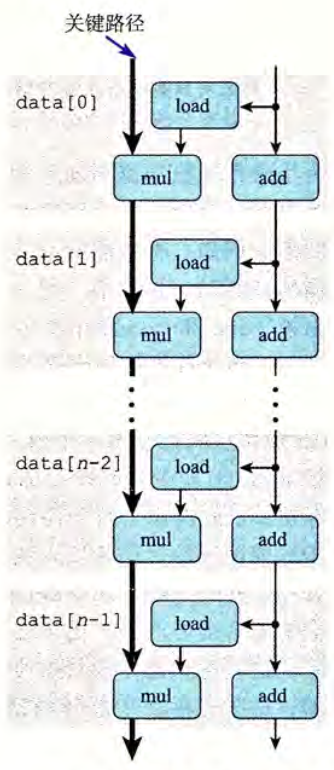 关键路径
data[0]
load
mul
add
data[1]
load
mul
add
data[n-2]
load
mul
add
data[n-1]
load
mul
add